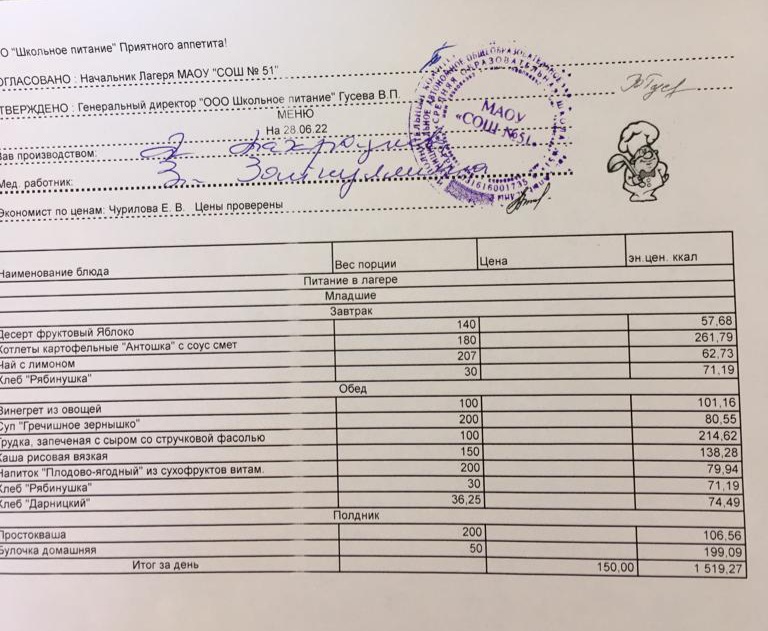 О "Школьное питание" Приятного аппетита!
ОГЛАСОВАНО : Начальник Лагеря МАОУ "СОШ № 51"
ТВЕРЖДЕНО : Генеральный директор "ООО Школьное питание" Гусева В.П.
МЕНЮ
На 28.06.22
Зав производством:
Мед. работник:
Экономист по ценам: Чурилова Е. В. Цены проверены
МАОУ
«СОШ №51»
1616001735
Наименование блюда Вес порции Цена эн.цен. ккал
Питание в лагере
Младшие
Завтрак
Десерт фруктовый Яблоко 140 57,68
Котлеты картофельные "Антошка" с соус смет 180 261,79
Чай с лимоном 207 62,73
Хлеб "Рябинушка" 30 71,19
Обед
Винегрет из овощей 100 101,16
Суп "Гречишное зернышко" 200 80,55
Грудка, запеченая с сыром со стручковой фасолью 100 214,62
Каша рисовая вязкая 150 138,28
Напиток "Плодово-ягодный" из сухофруктов витам. 200 79,94
Хлеб "Рябинушка" 30 71,19
Хлеб "Дарницкий" 36,25 74,49
Полдник
Простокваша 200 106,56
Булочка домашняя 50 199,09
Итог за день 150,00 1 519,27